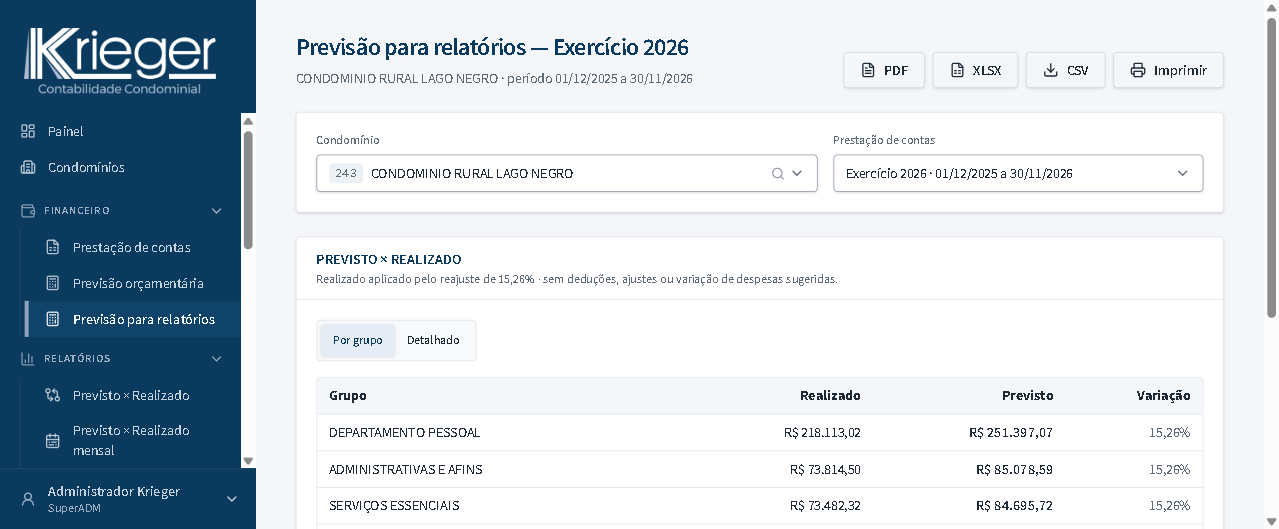 Krieger
Contabilidade Condominial
Painel
Condomínios
FINANCEIRO
Prestação de contas
Previsão orçamentária
Previsão para relatórios
RELATÓRIOS
Previsto × Realizado
Previsto × Realizado
mensal
Administrador Krieger
SuperADM
Previsão para relatórios — Exercício 2026
CONDOMINIO RURAL LAGO NEGRO · período 01/12/2025 a 30/11/2026
PDF
XLSX
CSV
Imprimir
Condomínio
Prestação de contas
243 CONDOMINIO RURAL LAGO NEGRO
Exercício 2026 · 01/12/2025 a 30/11/2026
PREVISTO × REALIZADO
Realizado aplicado pelo reajuste de 15,26% · sem deduções, ajustes ou variação de despesas sugeridas.
Por grupo
Detalhado
Grupo Realizado Previsto Variação
DEPARTAMENTO PESSOAL R$ 218.113,02 R$ 251.397,07 15,26%
ADMINISTRATIVAS E AFINS R$ 73.814,50 R$ 85.078,59 15,26%
SERVIÇOS ESSENCIAIS R$ 73.482,32 R$ 84.695,72 15,26%